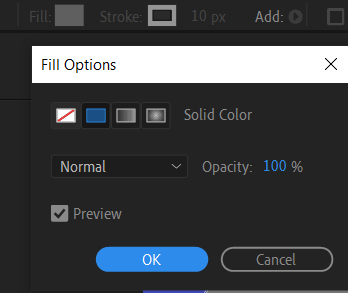 Fill: Stroke: 10 px Add:
Fill Options
Solid Color
Normal Opacity: 100 %
Preview
OK Cancel